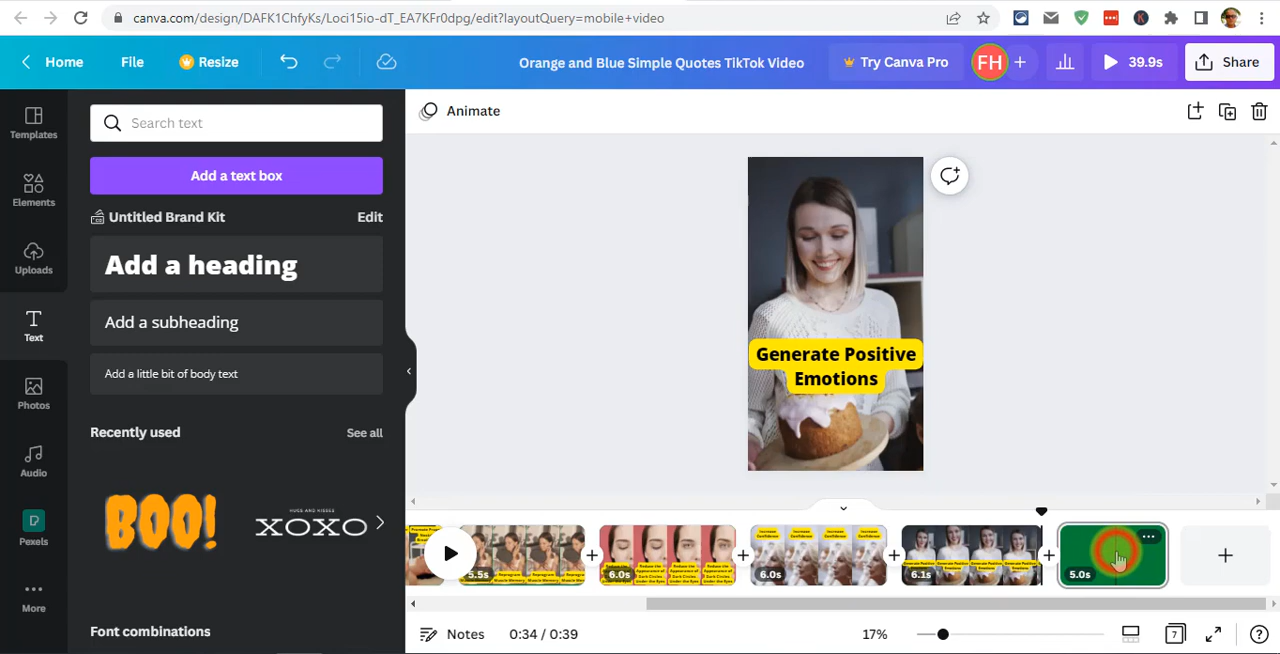 canva.com/design/DAFK1ChfyKs/Loci15io-dT_EA7KFr0dpg/edit?layoutQuery=mobile+video
Home
File
Resize
Orange and Blue Simple Quotes TikTok Video
Try Canva Pro
FH
39.9s
Share
Templates
Elements
Uploads
Text
Photos
Audio
Pexels
More
Search text
Add a text box
Untitled Brand Kit
Edit
Add a heading
Add a subheading
Add a little bit of body text
Recently used
See all
BOO!
HUGS AND KISSES
XOXO
Font combinations
Animate
Generate Positive
Emotions
5.5s
6.0s
6.0s
6.1s
5.0s
Notes
0:34 / 0:39
17%
7